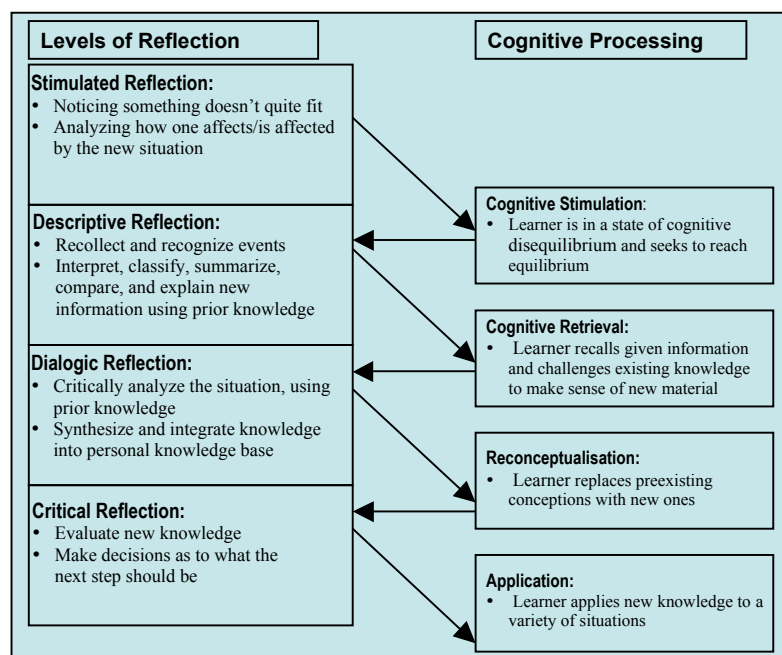 Levels of Reflection
Stimulated Reflection:
• Noticing something doesn’t quite fit
• Analyzing how one affects/is affected
by the new situation
Descriptive Reflection:
• Recollect and recognize events
• Interpret, classify, summarize,
compare, and explain new
information using prior knowledge
Dialogic Reflection:
• Critically analyze the situation, using
prior knowledge
• Synthesize and integrate knowledge
into personal knowledge base
Critical Reflection:
• Evaluate new knowledge
• Make decisions as to what the
next step should be
Cognitive Processing
Cognitive Stimulation:
• Learner is in a state of cognitive
disequilibrium and seeks to reach
equilibrium
Cognitive Retrieval:
• Learner recalls given information
and challenges existing knowledge
to make sense of new material
Reconceptualisation:
• Learner replaces preexisting
conceptions with new ones
Application:
• Learner applies new knowledge to a
variety of situations